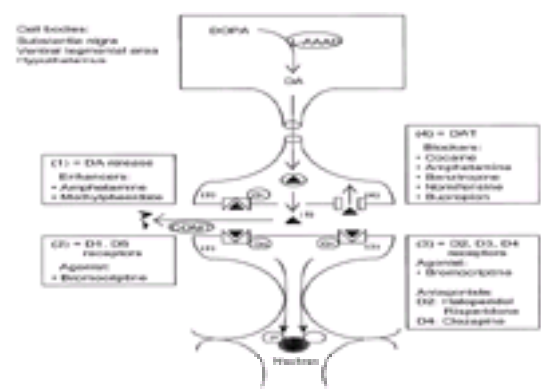 Cell bodies:
Substantia nigra
Ventral tegmental area
Hypothalamus
DOPA
L-AAAD
DA
(1) = DA release
Enhancers:
• Amphetamine
• Methylphenidate
(4) = DAT
Blockers:
• Cocaine
• Amphetamine
• Benztropine
• Nomifensine
• Bupropion
COMT
(2) = D1, D5
receptors
Agonist:
• Bromocriptine
(3) = D2, D3, D4
receptors
Agonist:
• Bromocriptine
Antagonists:
D2: Haloperidol
Risperidone
D4: Clozapine
Nucleus